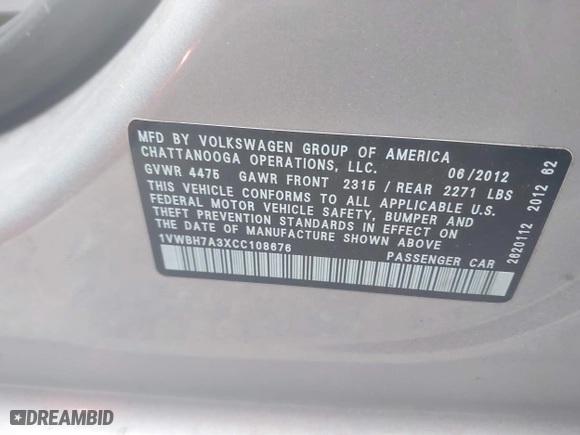 MFD BY VOLKSWAGEN GROUP OF AMERICA
CHATTANOOGA OPERATIONS, LLC. 06/2012
GVWR 4475 GAWR FRONT 2315 / REAR 2271 LBS
THIS VEHICLE CONFORMS TO ALL APPLICABLE U.S.
FEDERAL MOTOR VEHICLE SAFETY, BUMPER AND
THEFT PREVENTION STANDARDS IN EFFECT ON
THE DATE OF MANUFACTURE SHOWN ABOVE
1VWBH7A3XCC108676
PASSENGER CAR
2620112 2012 62
DREAMBID